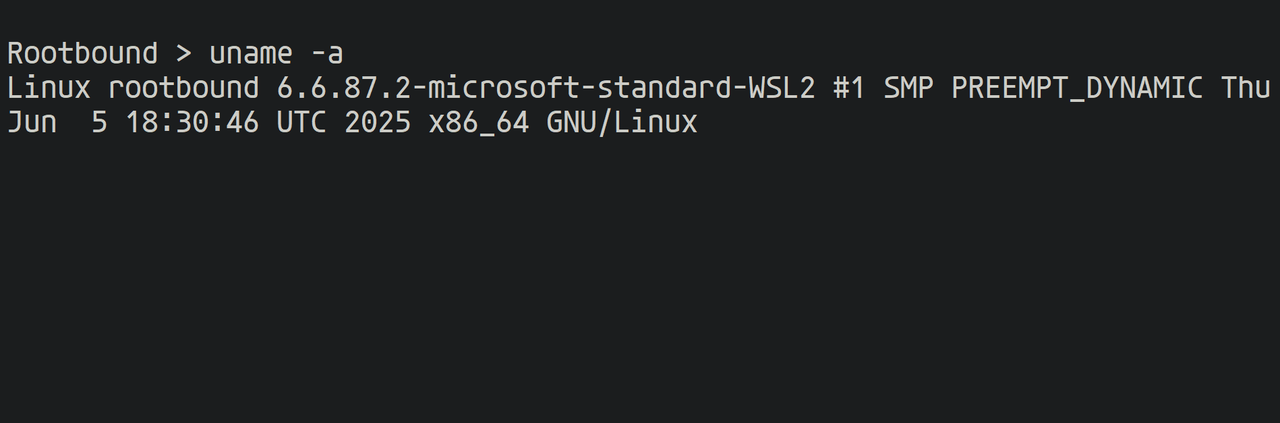 Rootbound > uname -a
Linux rootbound 6.6.87.2-microsoft-standard-WSL2 #1 SMP PREEMPT_DYNAMIC Thu
Jun  5 18:30:46 UTC 2025 x86_64 GNU/Linux